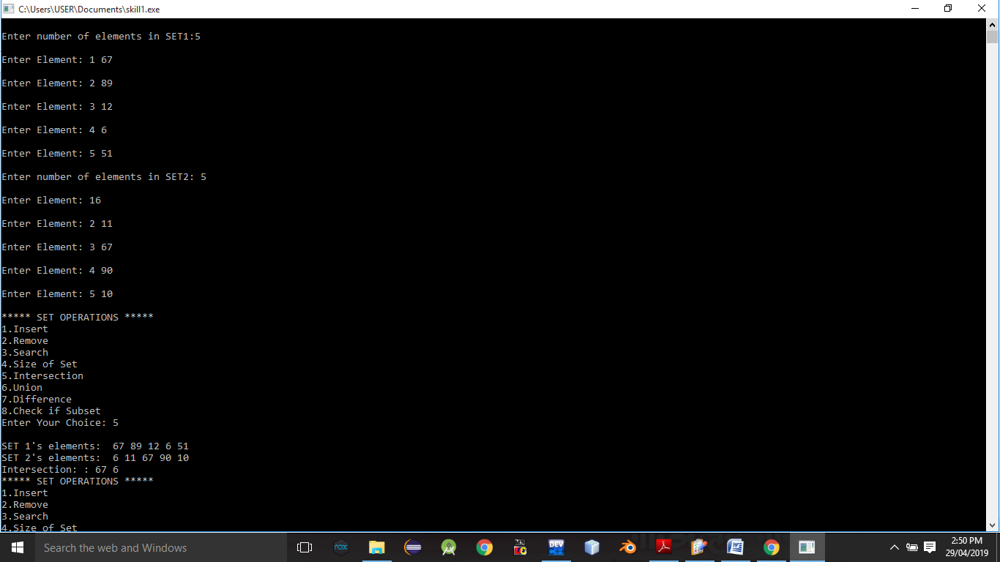 C:\Users\USER\Documents\skill1.exe
Enter number of elements in SET1:5
Enter Element: 1 67
Enter Element: 2 89
Enter Element: 3 12
Enter Element: 4 6
Enter Element: 5 51
Enter number of elements in SET2: 5
Enter Element: 16
Enter Element: 2 11
Enter Element: 3 67
Enter Element: 4 90
Enter Element: 5 10
***** SET OPERATIONS *****
1.Insert
2.Remove
3.Search
4.Size of Set
5.Intersection
6.Union
7.Difference
8.Check if Subset
Enter Your Choice: 5
SET 1's elements:  67 89 12 6 51
SET 2's elements:  6 11 67 90 10
Intersection: : 67 6
***** SET OPERATIONS *****
1.Insert
2.Remove
3.Search
4.Size of Set
Search the web and Windows
nox
DEV
2:50 PM
29/04/2019